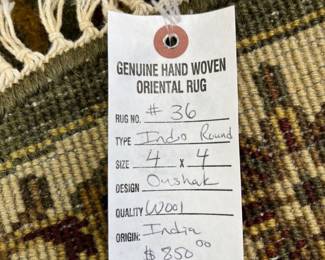 GENUINE HAND WOVEN
ORIENTAL RUG
RUG NO. # 36
TYPE Indo Round
SIZE 4 X 4
DESIGN Oushak
QUALITY Wool
ORIGIN: India
$850.00